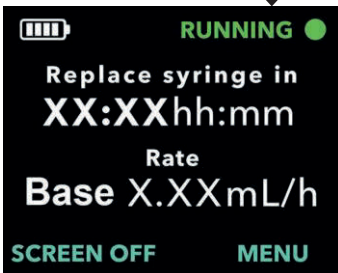 RUNNING
Replace syringe in
XX:XXhh:mm
Rate
Base X.XXmL/h
SCREEN OFF MENU